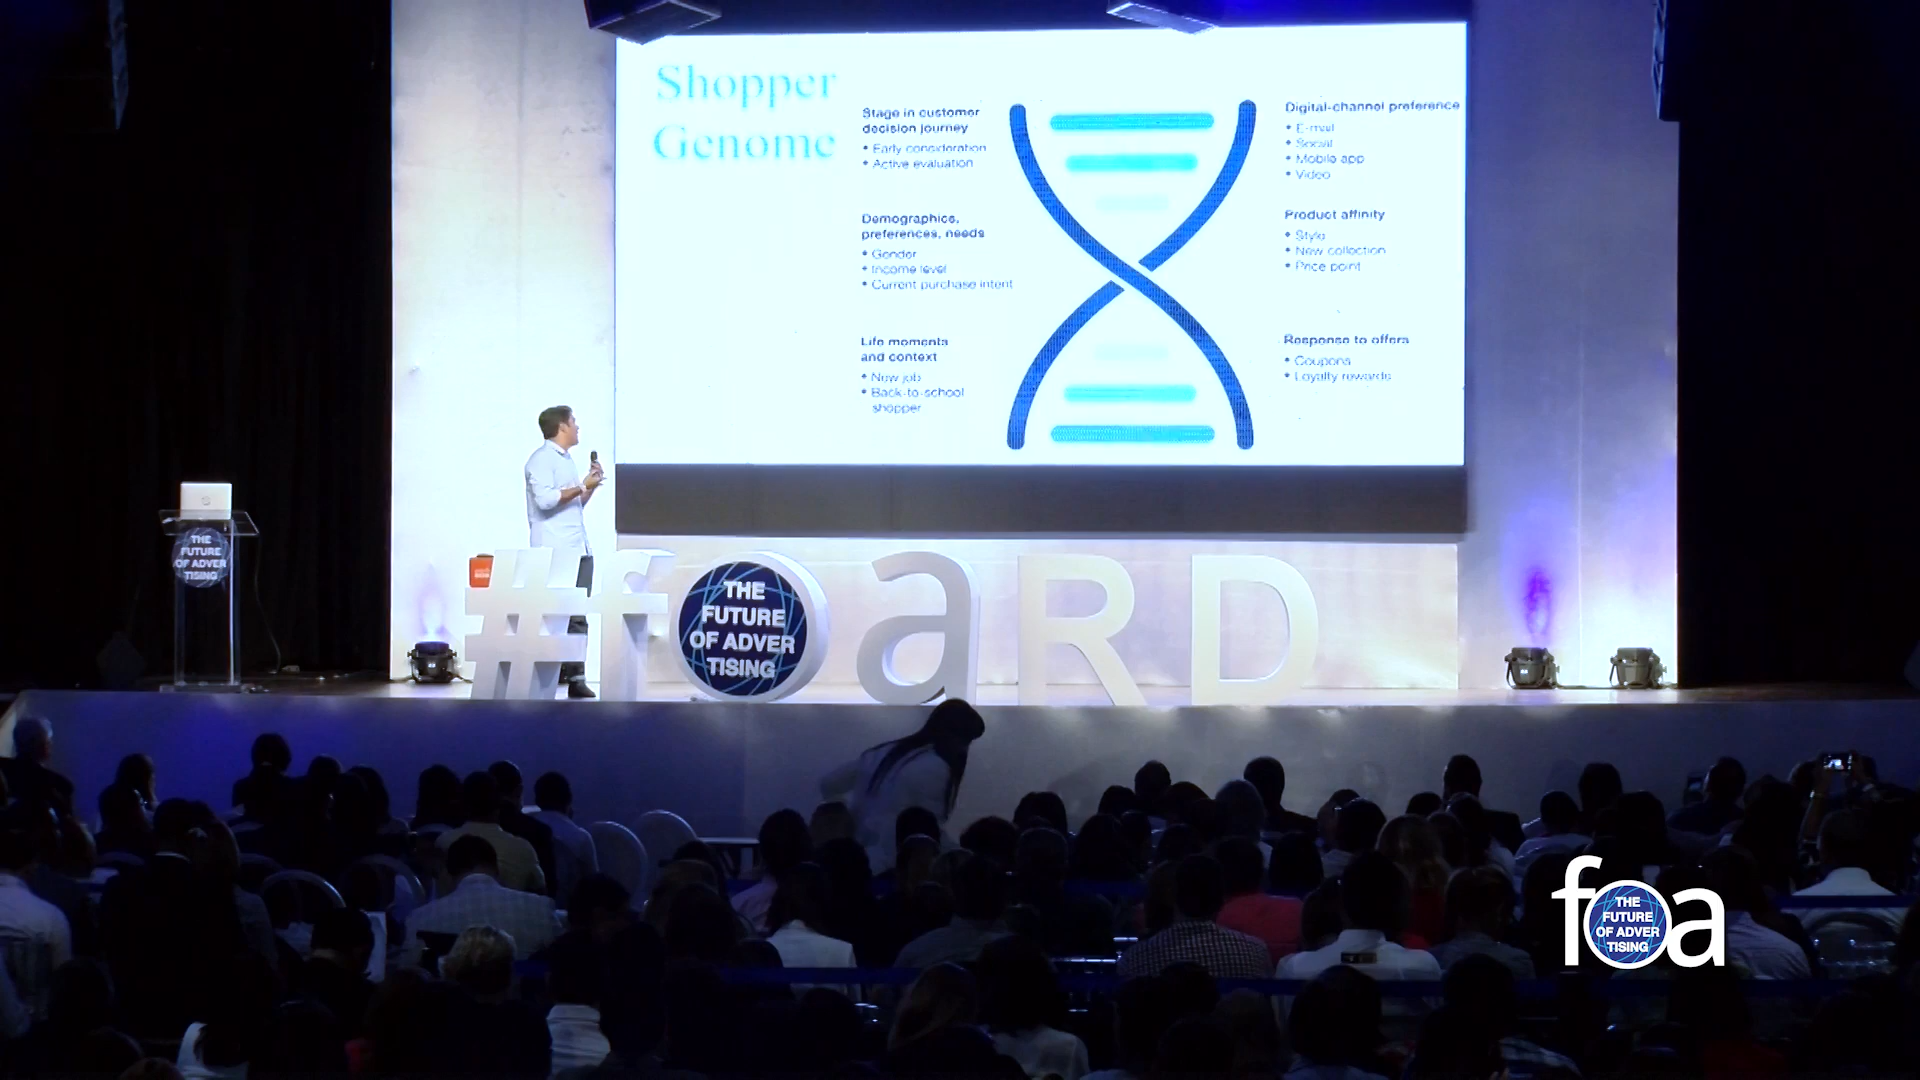 Shopper
Genome
Stage in customer
decision journey
• Early consideration
• Active evaluation
Demographics,
preferences, needs
• Gender
• Income level
• Current purchase intent
Life moments
and context
• New job
• Back-to-school
shopper
Digital-channel preference
• E-mail
• Social
• Mobile app
• Video
Product affinity
• Style
• New collection
• Price point
Response to offers
• Coupons
• Loyalty rewards
THE
FUTURE
OF ADVER
TISING
#foaRD
THE
FUTURE
OF ADVER
TISING
foa
THE
FUTURE
OF ADVER
TISING